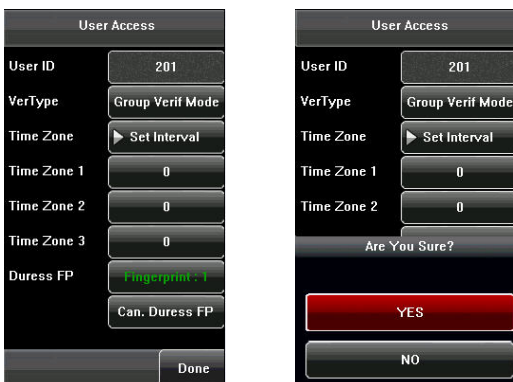 User Access
User ID 201
VerType Group Verif Mode
Time Zone Set Interval
Time Zone 1 0
Time Zone 2 0
Time Zone 3 0
Duress FP Fingerprint : 1
Can. Duress FP
Done
User Access
User ID 201
VerType Group Verif Mode
Time Zone Set Interval
Time Zone 1 0
Time Zone 2 0
Are You Sure?
YES
NO